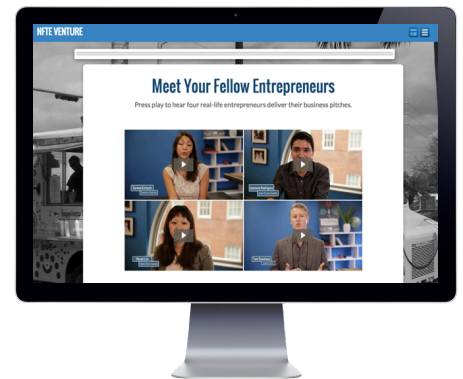 NFTE VENTURE
Meet Your Fellow Entrepreneurs
Press play to hear four real-life entrepreneurs deliver their business pitches.